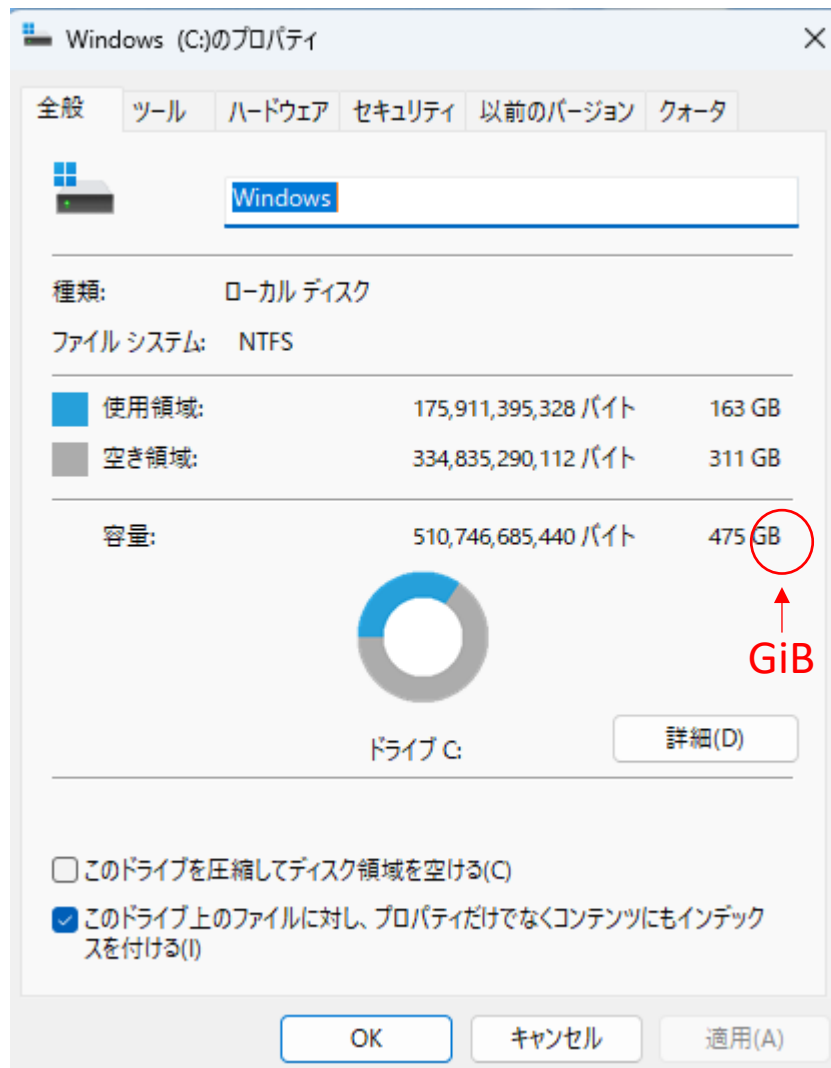 Windows (C:)のプロパティ
全般 ツール ハードウェア セキュリティ 以前のバージョン クォータ
Windows
種類: ローカル ディスク
ファイル システム: NTFS
使用領域: 175,911,395,328 バイト 163 GB
空き領域: 334,835,290,112 バイト 311 GB
容量: 510,746,685,440 バイト 475 GB
GiB
ドライブ C: 詳細(D)
このドライブを圧縮してディスク領域を空ける(C)
このドライブ上のファイルに対し、プロパティだけでなくコンテンツにもインデック
スを付ける(I)
OK キャンセル 適用(A)